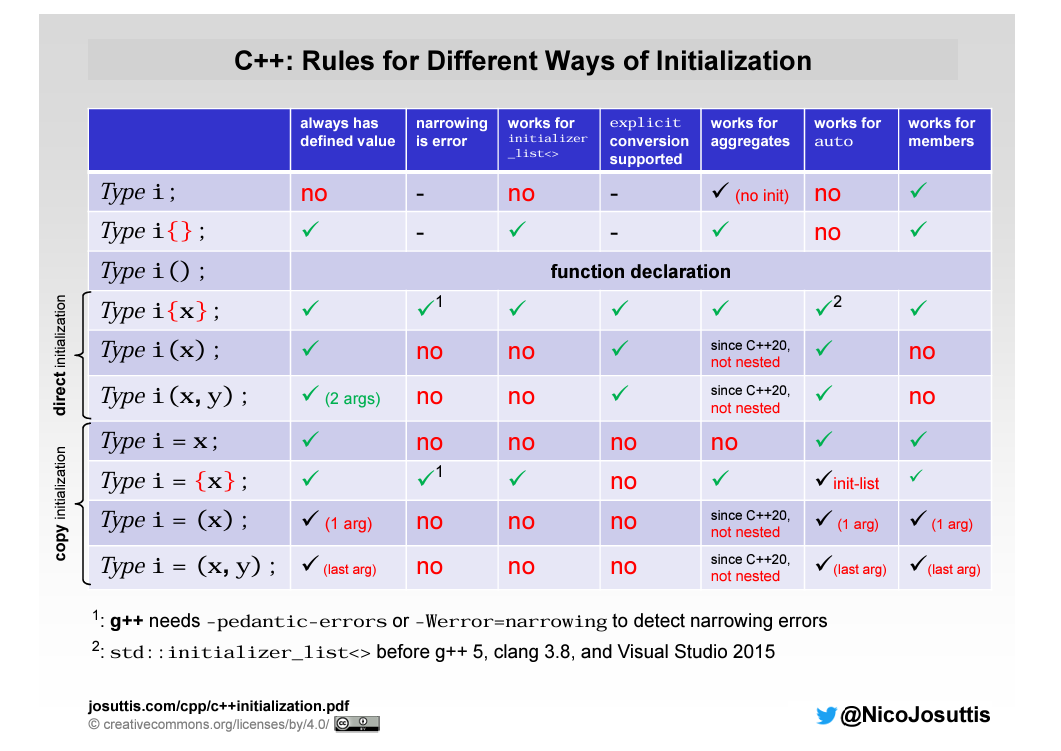 C++: Rules for Different Ways of Initialization
always has defined value | narrowing is error | works for initializer_list<> | explicit conversion supported | works for aggregates | works for auto | works for members
Type i; no - no - ✓ (no init) no ✓
Type i{}; ✓ - ✓ - ✓ no ✓
Type i(); function declaration
direct initialization
Type i{x}; ✓ ✓1 ✓ ✓ ✓ ✓2 ✓
Type i(x); ✓ no no ✓ since C++20, not nested ✓ no
Type i(x,y); ✓ (2 args) no no ✓ since C++20, not nested ✓ no
copy initialization
Type i = x; ✓ no no no no ✓ ✓
Type i = {x}; ✓ ✓1 ✓ no ✓ ✓ init-list ✓
Type i = (x); ✓ (1 arg) no no no since C++20, not nested ✓ (1 arg) ✓ (1 arg)
Type i = (x,y); ✓ (last arg) no no no since C++20, not nested ✓ (last arg) ✓ (last arg)
1: g++ needs -pedantic-errors or -Werror=narrowing to detect narrowing errors
2: std::initializer_list<> before g++ 5, clang 3.8, and Visual Studio 2015
josuttis.com/cpp/c++initialization.pdf
© creativecommons.org/licenses/by/4.0/
@NicoJosuttis